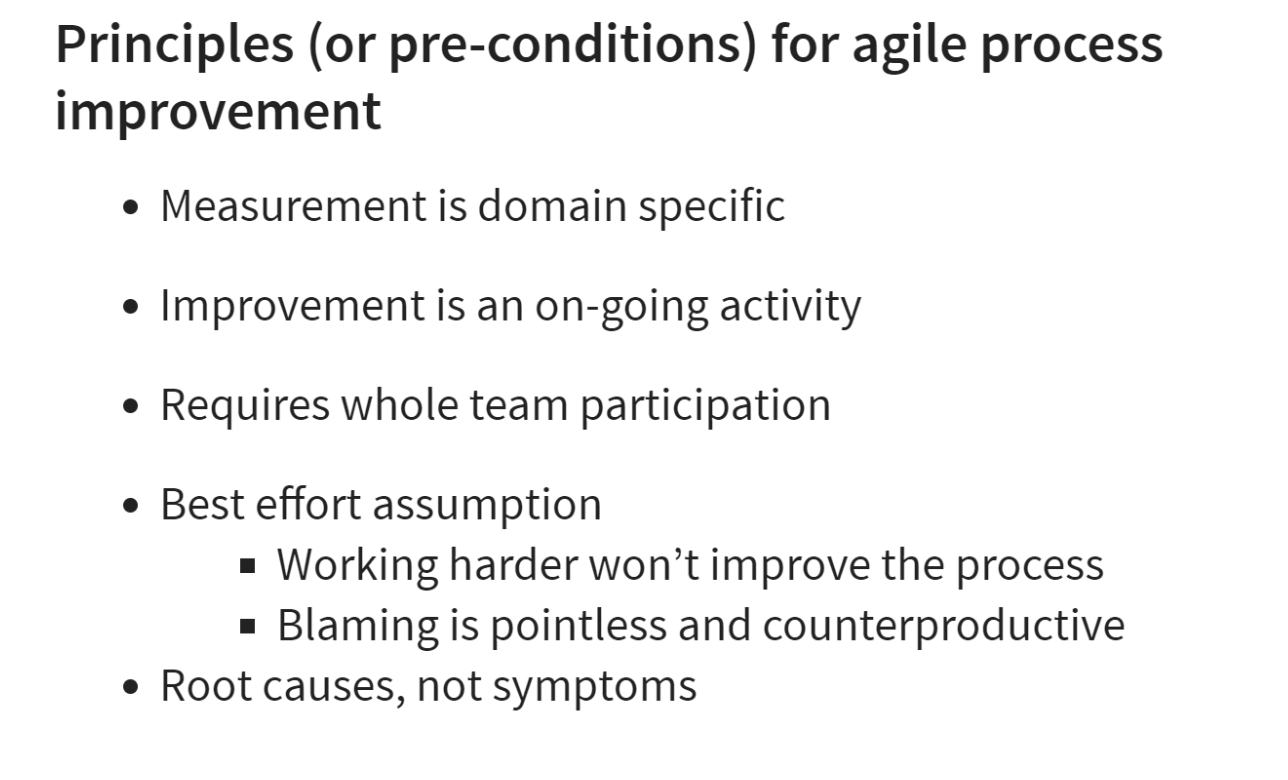 Principles (or pre-conditions) for agile process
improvement
• Measurement is domain specific
• Improvement is an on-going activity
• Requires whole team participation
• Best effort assumption
▪ Working harder won’t improve the process
▪ Blaming is pointless and counterproductive
• Root causes, not symptoms